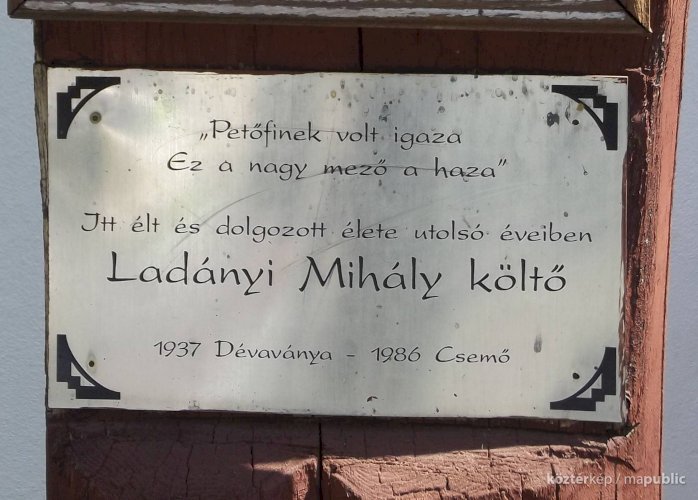 „Petőfinek volt igaza
Ez a nagy mező a haza”
Itt élt és dolgozott élete utolsó éveiben
Ladányi Mihály költő
1937 Dévaványa - 1986 Csemő
köztérkép / mapublic